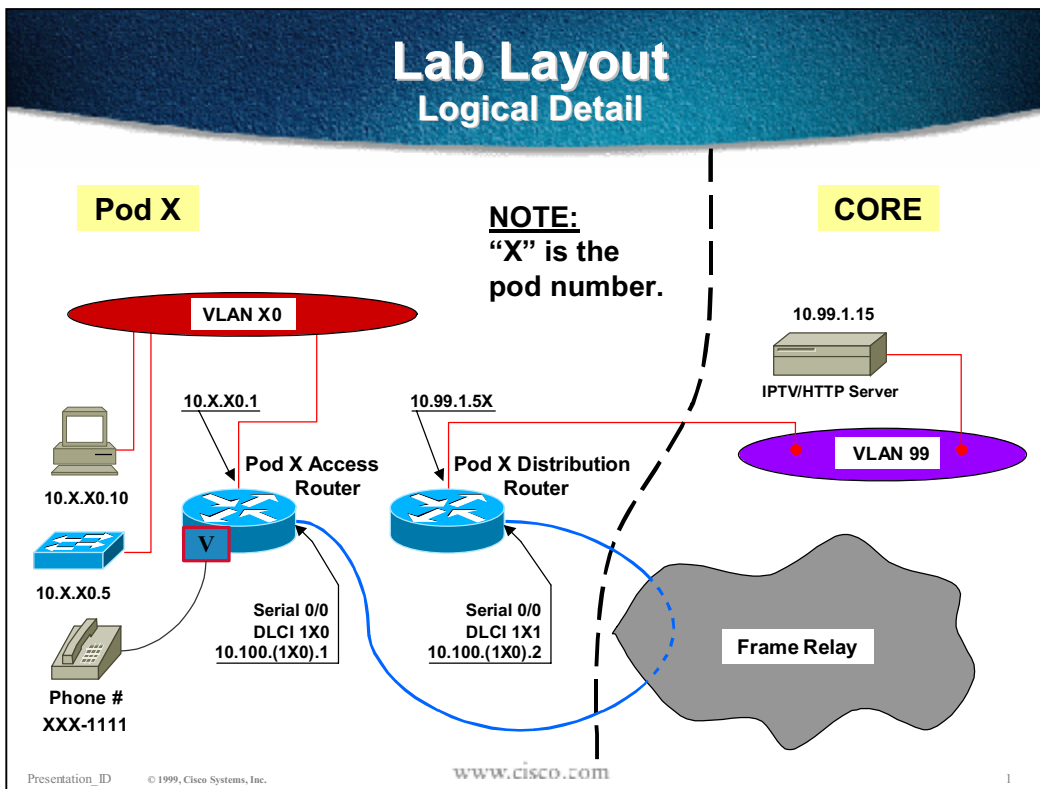 Lab Layout
Logical Detail
Pod X
NOTE:
“X” is the
pod number.
CORE
VLAN X0
10.99.1.15
IPTV/HTTP Server
10.X.X0.1
10.99.1.5X
VLAN 99
Pod X Access
Router
Pod X Distribution
Router
10.X.X0.10
V
10.X.X0.5
Serial 0/0
DLCI 1X0
10.100.(1X0).1
Serial 0/0
DLCI 1X1
10.100.(1X0).2
Frame Relay
Phone #
XXX-1111
Presentation_ID
© 1999, Cisco Systems, Inc.
www.cisco.com
1